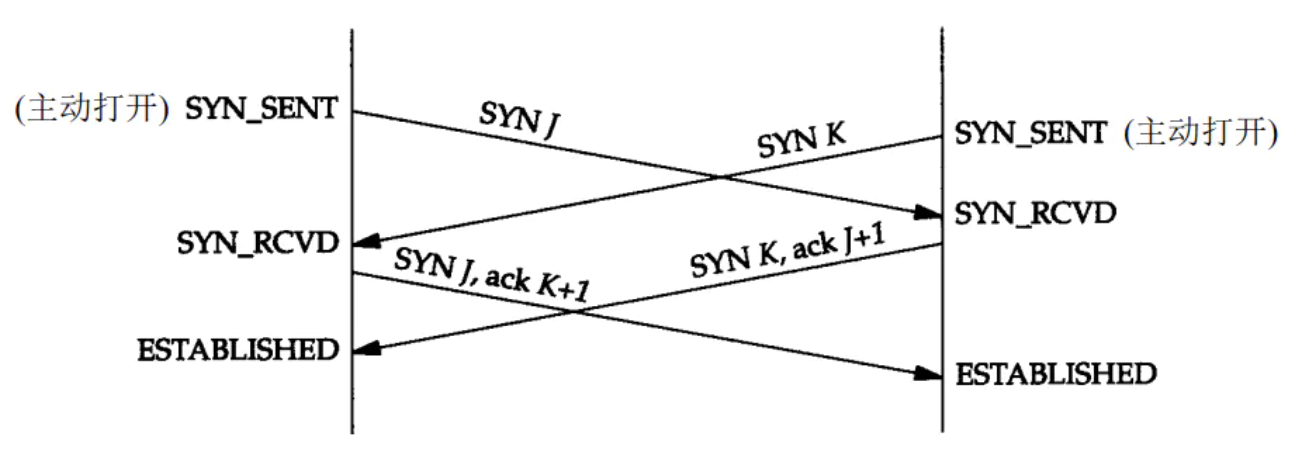 (主动打开) SYN_SENT
SYN J
SYN K
SYN_SENT (主动打开)
SYN_RCVD
SYN_RCVD
SYN J, ack K+1
SYN K, ack J+1
ESTABLISHED
ESTABLISHED